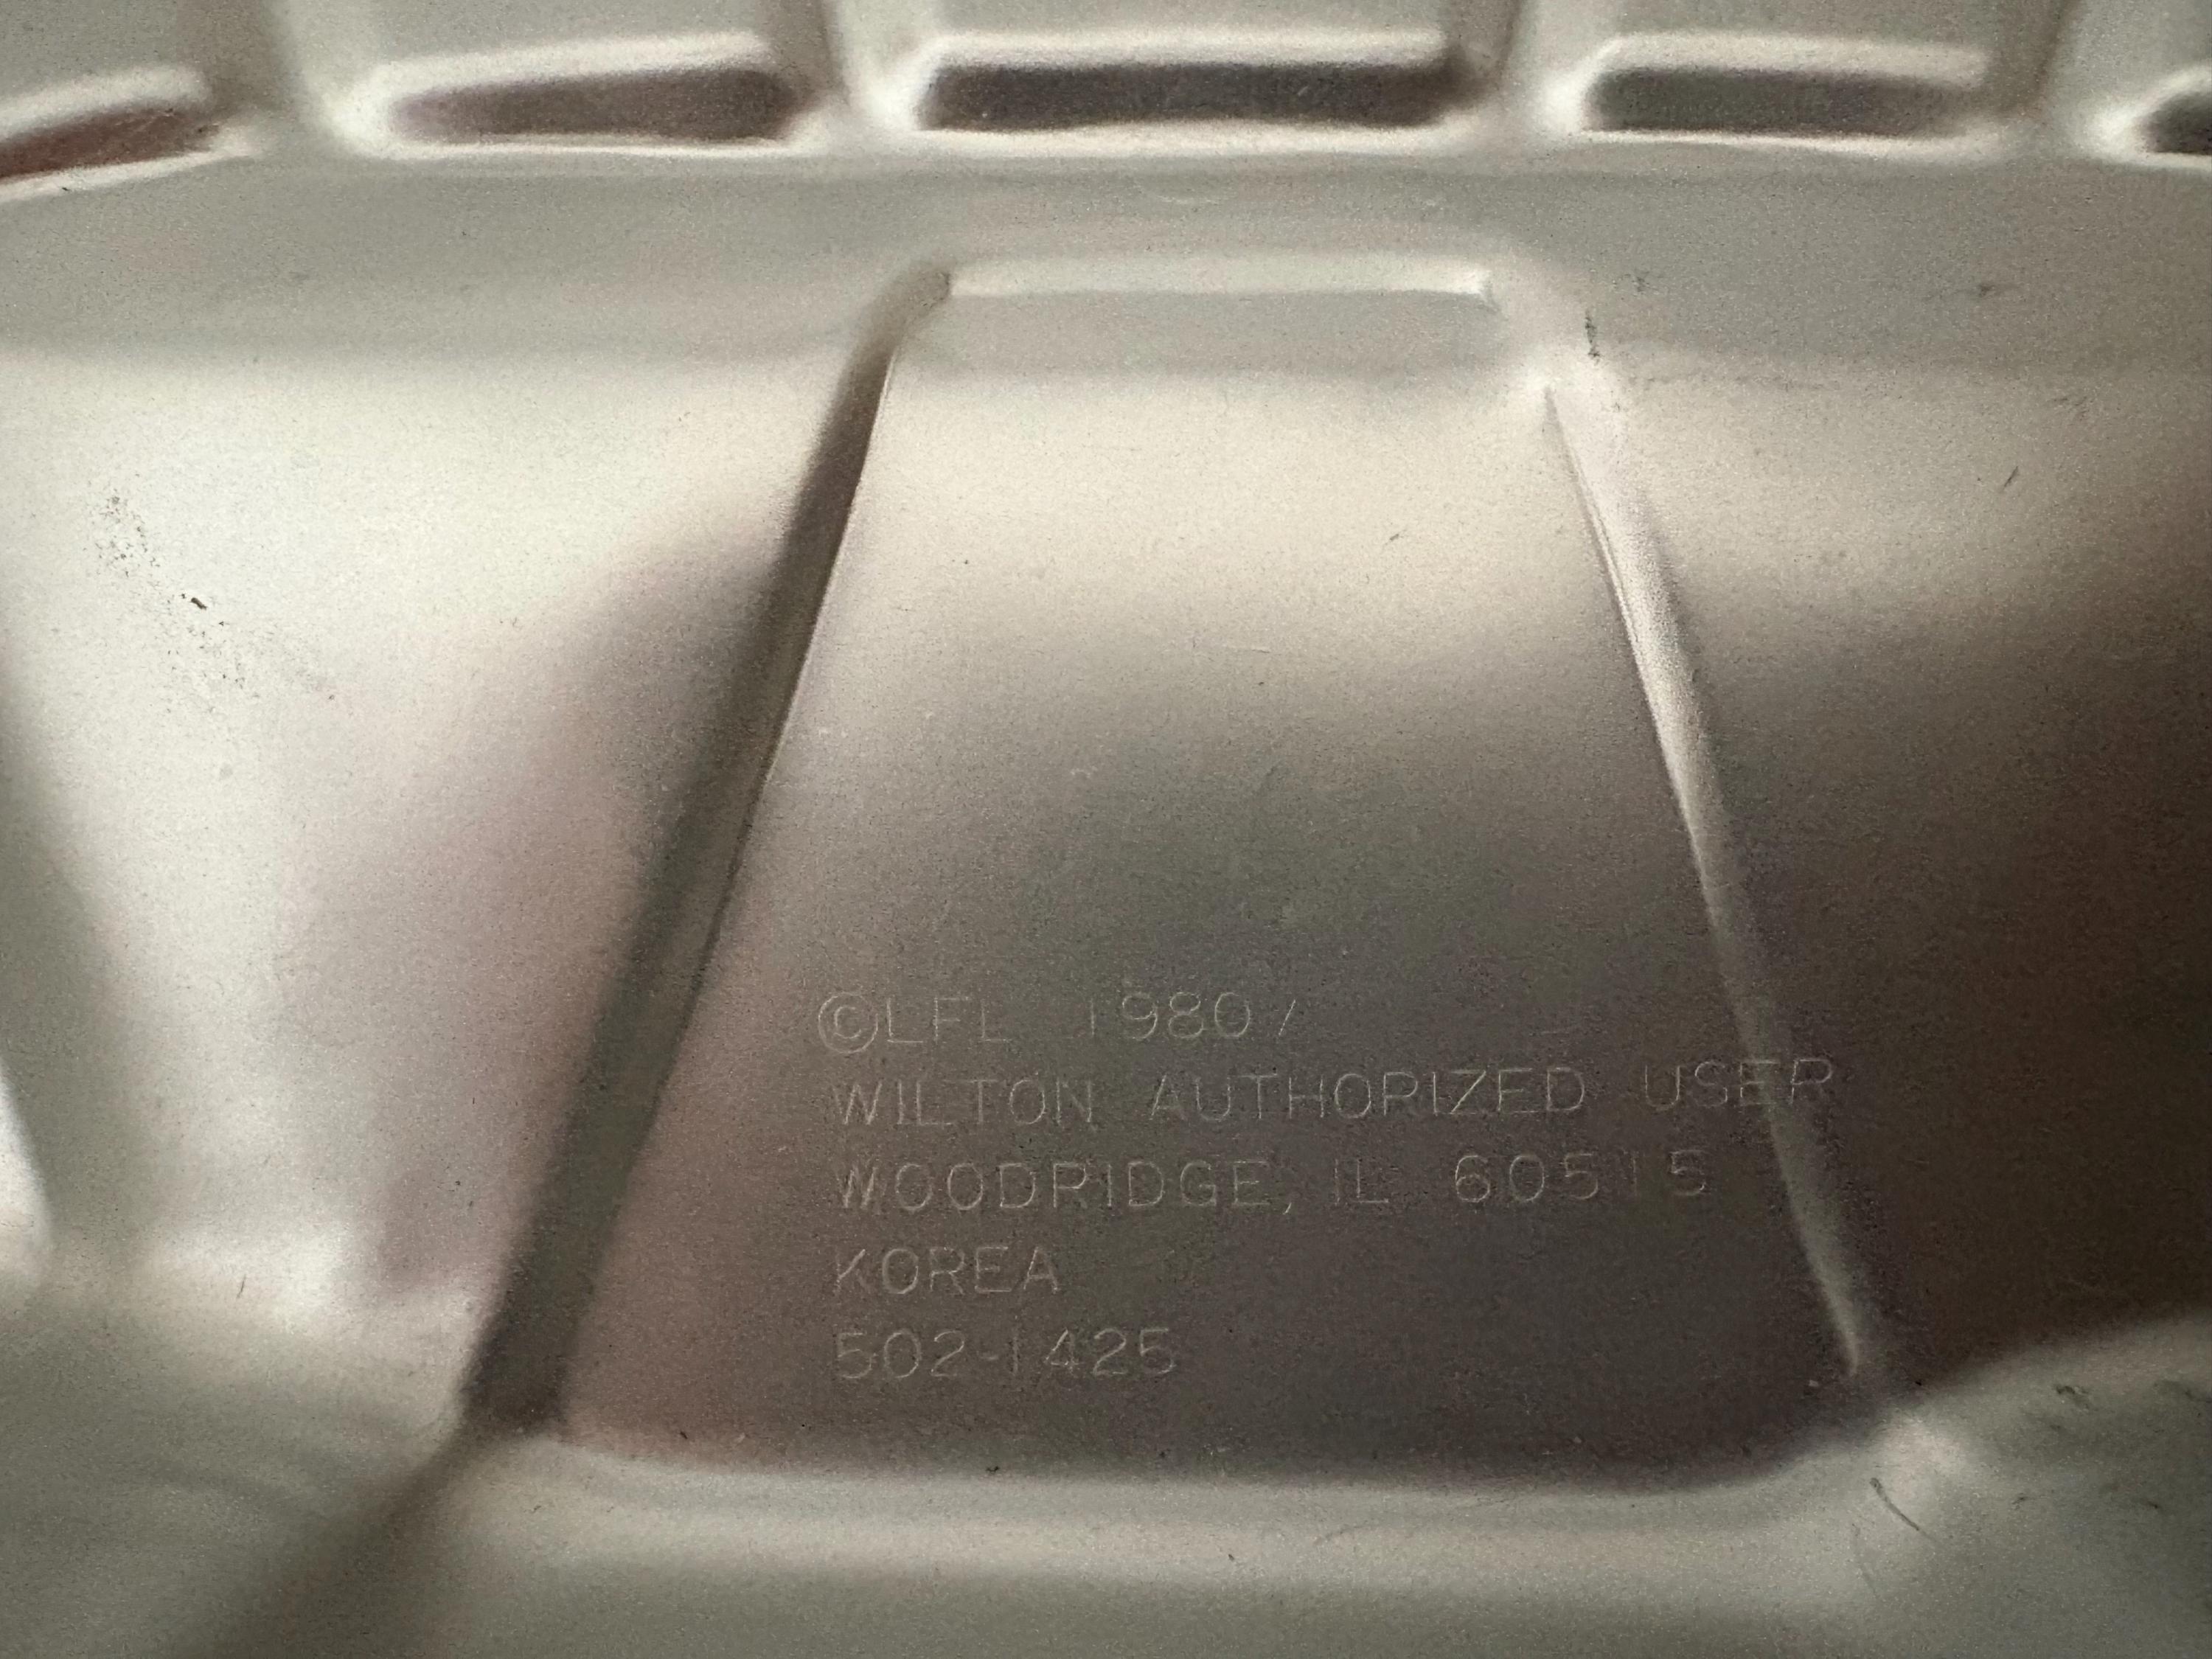 ©LFL 1980/
WILTON AUTHORIZED USER
WOODRIDGE, IL 60515
KOREA
502-1425